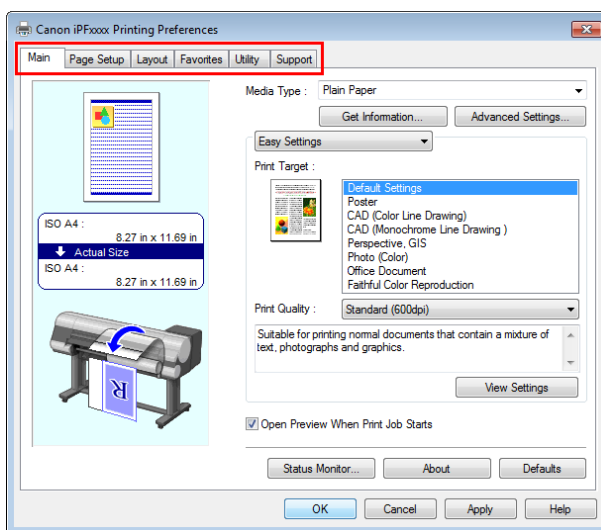 Canon iPFxxxx Printing Preferences
Main Page Setup Layout Favorites Utility Support
Media Type : Plain Paper
Get Information... Advanced Settings...
Easy Settings
Print Target :
Default Settings
Poster
CAD (Color Line Drawing)
CAD (Monochrome Line Drawing )
Perspective, GIS
Photo (Color)
Office Document
Faithful Color Reproduction
ISO A4 :
8.27 in x 11.69 in
Actual Size
ISO A4 :
8.27 in x 11.69 in
R
Print Quality : Standard (600dpi)
Suitable for printing normal documents that contain a mixture of
text, photographs and graphics.
View Settings
Open Preview When Print Job Starts
Status Monitor... About Defaults
OK Cancel Apply Help